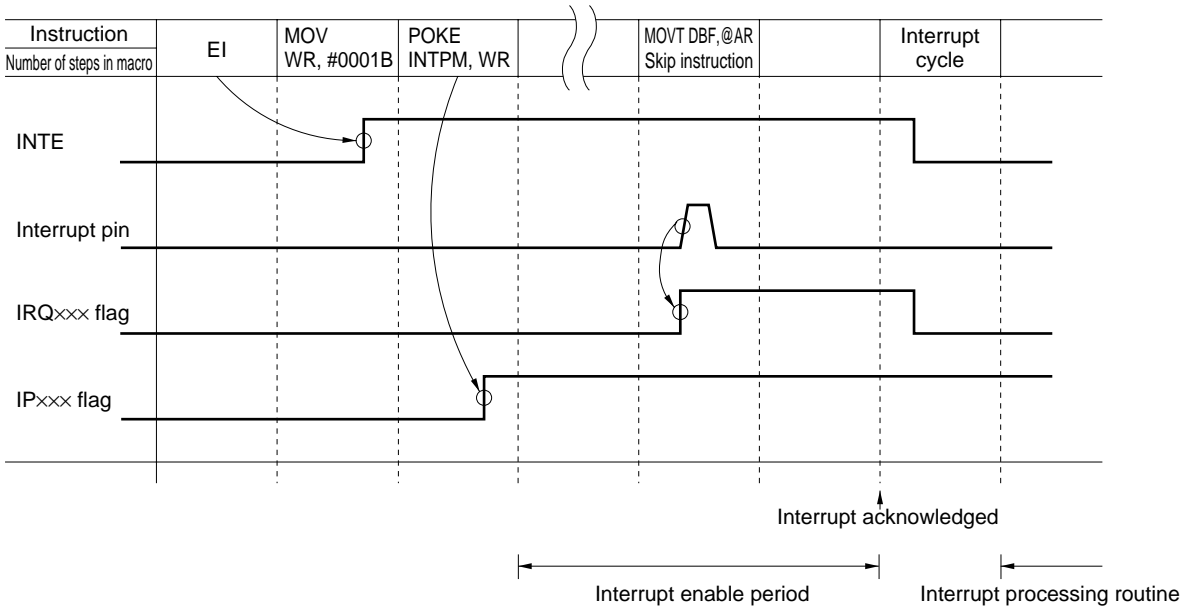 Instruction
Number of steps in macro
EI
MOV
WR, #0001B
POKE
INTPM, WR
MOVT DBF,@AR
Skip instruction
Interrupt
cycle
INTE
Interrupt pin
IRQ××× flag
IP××× flag
Interrupt acknowledged
Interrupt enable period
Interrupt processing routine